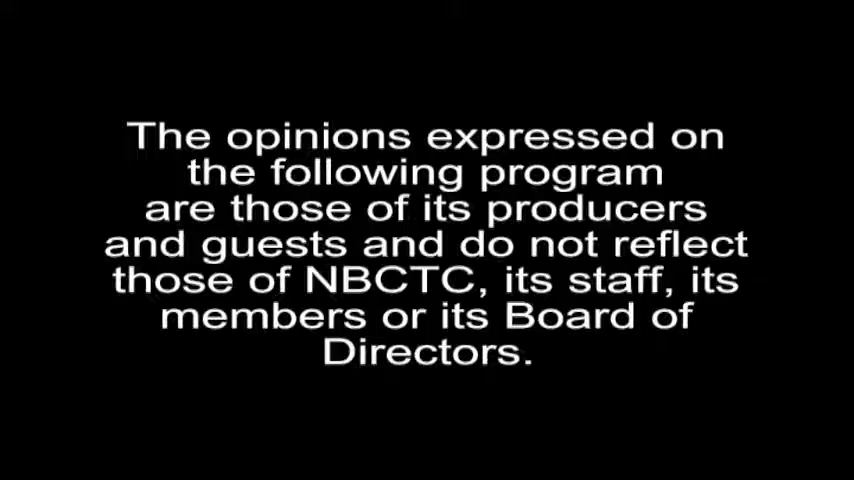 The opinions expressed on
the following program
are those of its producers
and guests and do not reflect
those of NBCTC, its staff, its
members or its Board of
Directors.